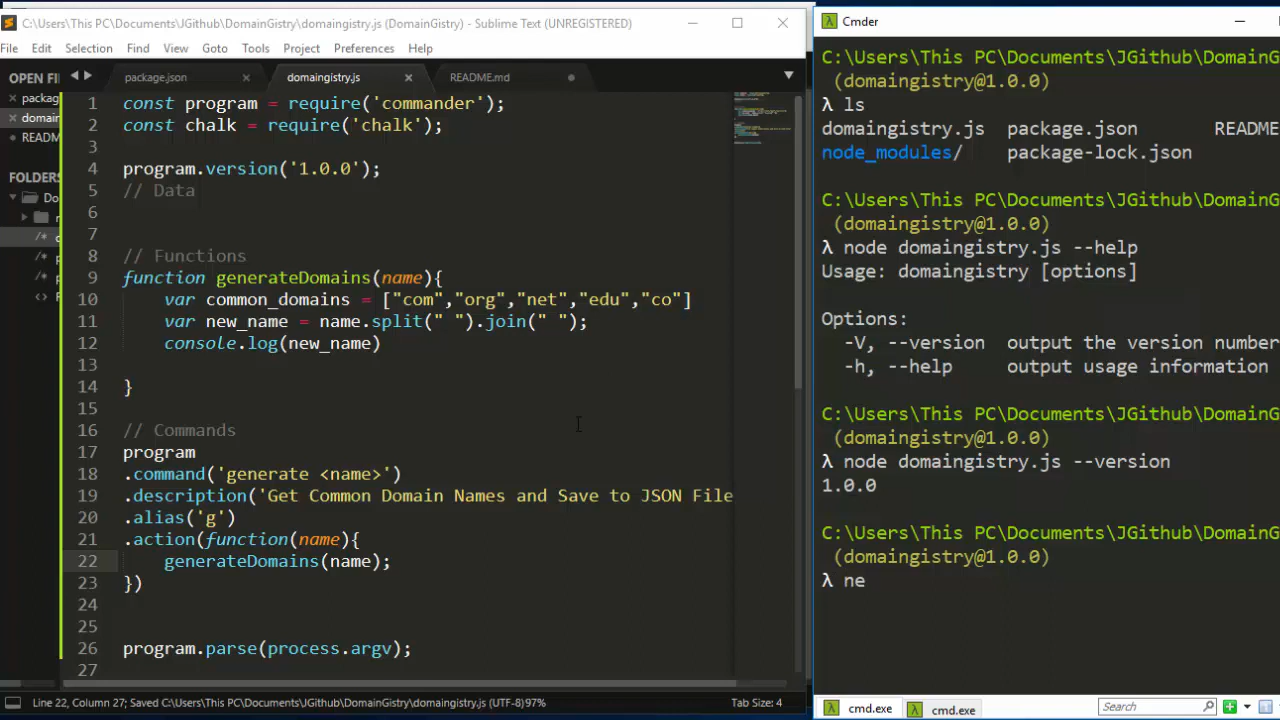 C:\Users\This PC\Documents\JGithub\DomainGistry\domaingistry.js (DomainGistry) - Sublime Text (UNREGISTERED)
File Edit Selection Find View Goto Tools Project Preferences Help
OPEN FI
packag
domain
READM
FOLDERS
Do
package.json
domaingistry.js
README.md
1 const program = require('commander');
2 const chalk = require('chalk');
3
4 program.version('1.0.0');
5 // Data
6
7
8 // Functions
9 function generateDomains(name){
10 var common_domains = ["com","org","net","edu","co"]
11 var new_name = name.split(" ").join(" ");
12 console.log(new_name)
13
14 }
15
16 // Commands
17 program
18 .command('generate <name>')
19 .description('Get Common Domain Names and Save to JSON File
20 .alias('g')
21 .action(function(name){
22 generateDomains(name);
23 })
24
25
26 program.parse(process.argv);
27
Line 22, Column 27; Saved C:\Users\This PC\Documents\JGithub\DomainGistry\domaingistry.js (UTF-8)97%
Tab Size: 4
Cmder
C:\Users\This PC\Documents\JGithub\DomainG
(domaingistry@1.0.0)
λ ls
domaingistry.js package.json README
node_modules/ package-lock.json
C:\Users\This PC\Documents\JGithub\DomainG
(domaingistry@1.0.0)
λ node domaingistry.js --help
Usage: domaingistry [options]
Options:
-V, --version output the version number
-h, --help output usage information
C:\Users\This PC\Documents\JGithub\DomainG
(domaingistry@1.0.0)
λ node domaingistry.js --version
1.0.0
C:\Users\This PC\Documents\JGithub\DomainG
(domaingistry@1.0.0)
λ ne
cmd.exe
cmd.exe
Search